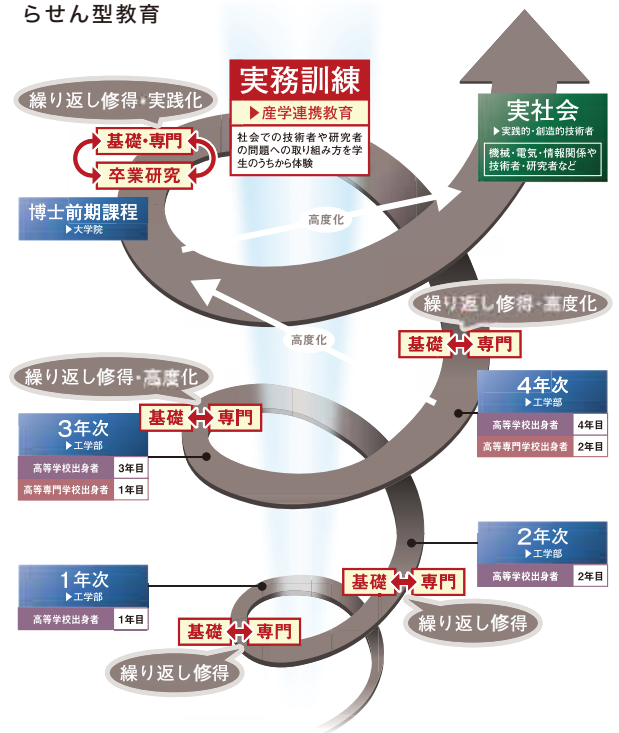 らせん型教育
実務訓練
▶産学連携教育
社会での技術者や研究者
の問題への取り組み方を学
生のうちから体験
繰り返し修得・実践化
基礎・専門
卒業研究
実社会
▶実践的・創造的技術者
機械・電気・情報関係や
技術者・研究者など
博士前期課程
▶大学院
高度化
繰り返し修得・高度化
基礎 専門
高度化
繰り返し修得・高度化
4年次
▶工学部
高等学校出身者 4年目
高等専門学校出身者 2年目
基礎 専門
3年次
▶工学部
高等学校出身者 3年目
高等専門学校出身者 1年目
2年次
▶工学部
高等学校出身者 2年目
1年次
▶工学部
高等学校出身者 1年目
基礎 専門
繰り返し修得
基礎 専門
繰り返し修得